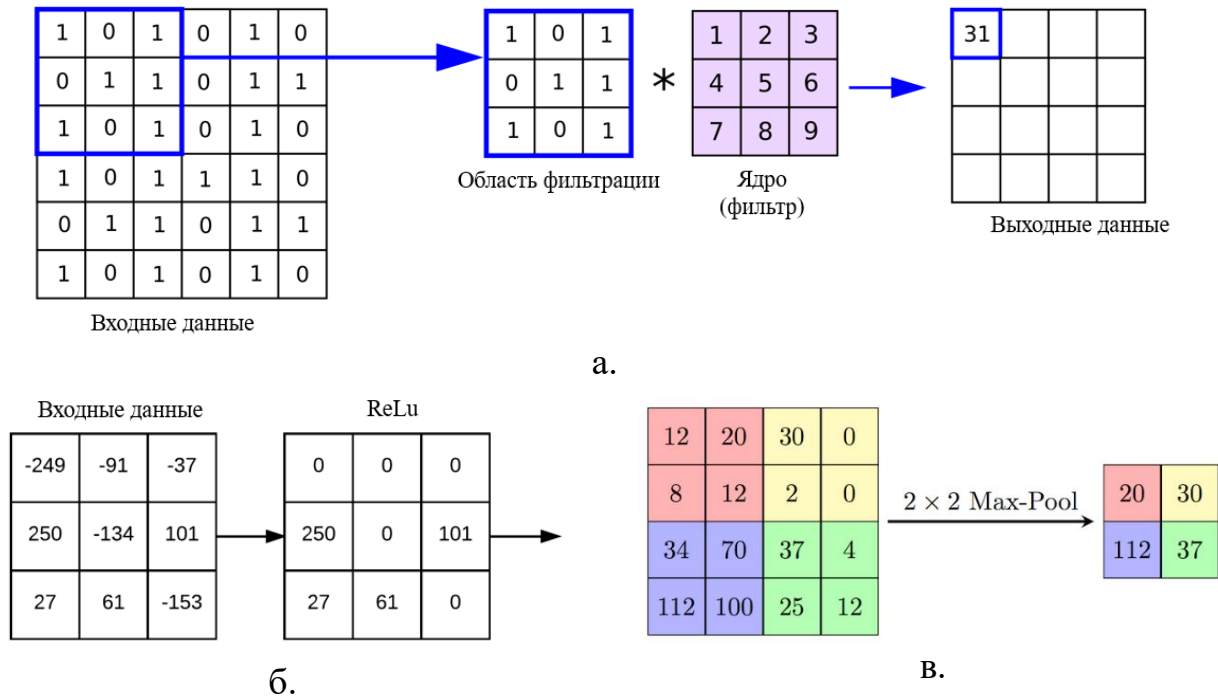 1 0 1 0 1 0
0 1 1 0 1 1
1 0 1 0 1 0
1 0 1 1 1 0
0 1 1 0 1 1
1 0 1 0 1 0
Входные данные
1 0 1
0 1 1
1 0 1
Область фильтрации
*
1 2 3
4 5 6
7 8 9
Ядро
(фильтр)
31
Выходные данные
а.
Входные данные
-249 -91 -37
250 -134 101
27 61 -153
ReLu
0 0 0
250 0 101
27 61 0
б.
12 20 30 0
8 12 2 0
34 70 37 4
112 100 25 12
2 × 2 Max-Pool
20 30
112 37
в.